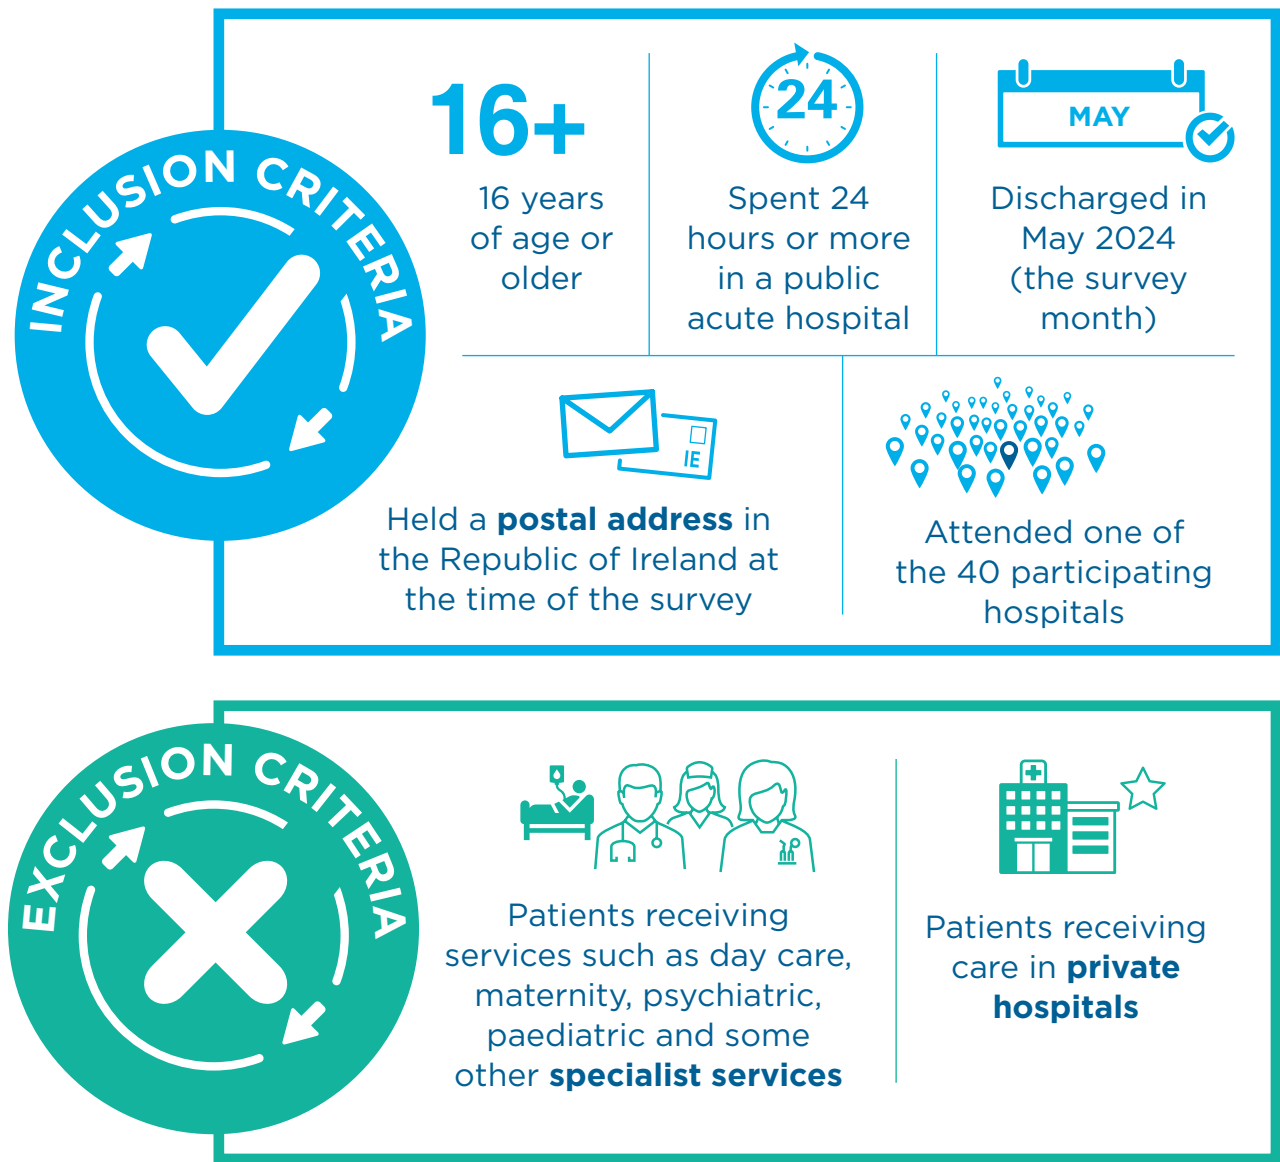 INCLUSION CRITERIA
16+
16 years
of age or
older
24
Spent 24
hours or more
in a public
acute hospital
MAY
Discharged in
May 2024
(the survey
month)
IE
Held a postal address in
the Republic of Ireland at
the time of the survey
Attended one of
the 40 participating
hospitals
EXCLUSION CRITERIA
Patients receiving
services such as day care,
maternity, psychiatric,
paediatric and some
other specialist services
Patients receiving
care in private
hospitals